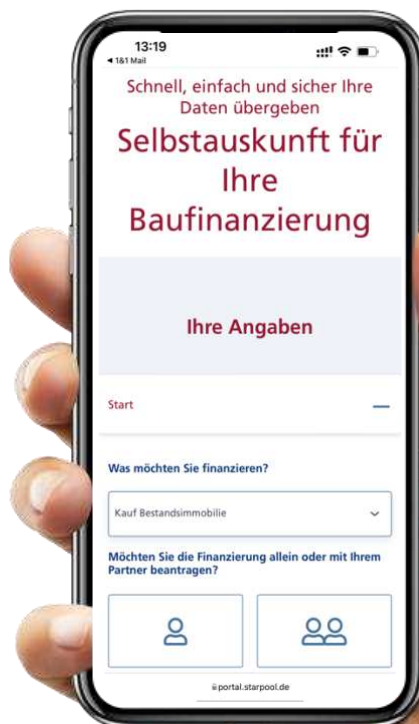 13:19
◀ 1&1 Mail
Schnell, einfach und sicher Ihre
Daten übergeben
Selbstauskunft für
Ihre
Baufinanzierung
Ihre Angaben
Start
Was möchten Sie finanzieren?
Kauf Bestandsimmobilie
Möchten Sie die Finanzierung allein oder mit Ihrem
Partner beantragen?
portal.starpool.de